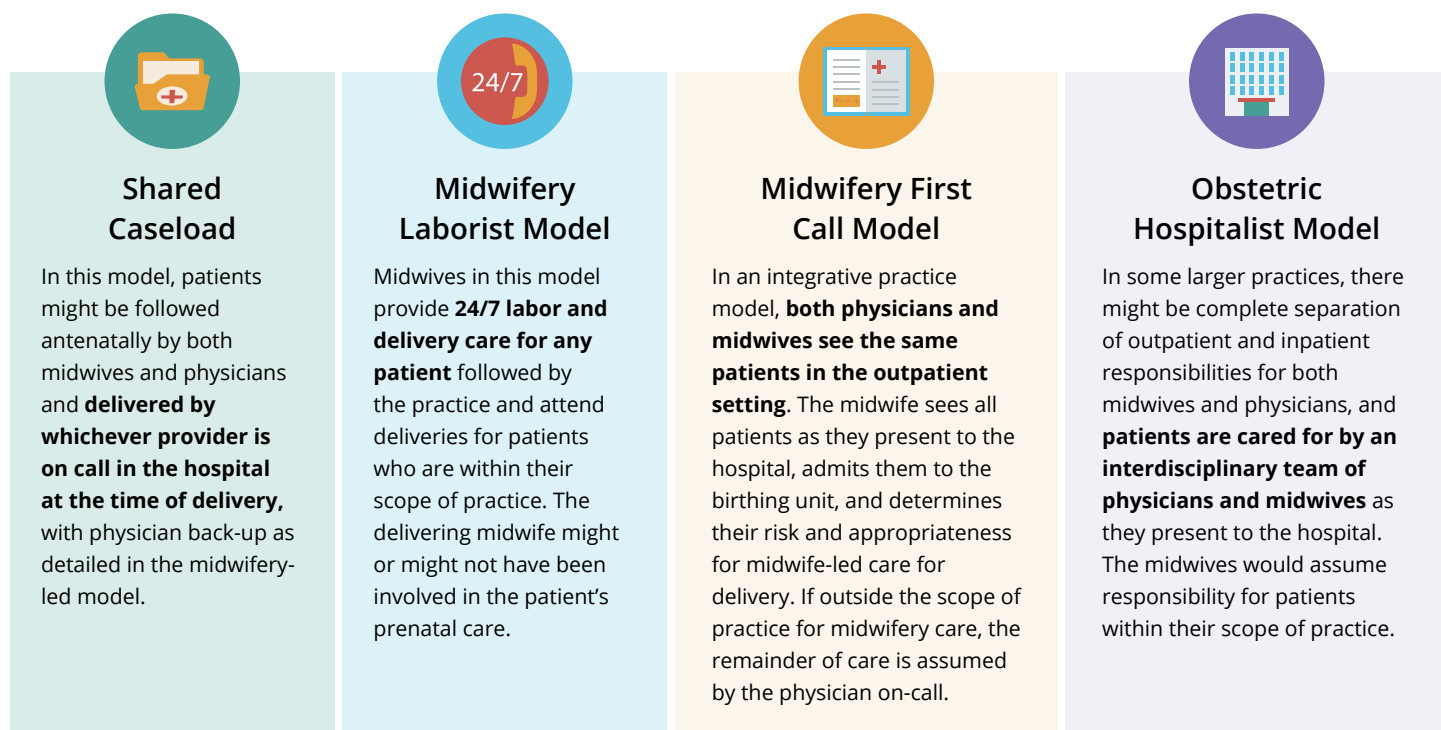 Shared
Caseload
In this model, patients
might be followed
antenatally by both
midwives and physicians
and delivered by
whichever provider is
on call in the hospital
at the time of delivery,
with physician back-up as
detailed in the midwifery-
led model.
24/7
Midwifery
Laborist Model
Midwives in this model
provide 24/7 labor and
delivery care for any
patient followed by
the practice and attend
deliveries for patients
who are within their
scope of practice. The
delivering midwife might
or might not have been
involved in the patient’s
prenatal care.
Midwifery First
Call Model
In an integrative practice
model, both physicians and
midwives see the same
patients in the outpatient
setting. The midwife sees all
patients as they present to the
hospital, admits them to the
birthing unit, and determines
their risk and appropriateness
for midwife-led care for
delivery. If outside the scope of
practice for midwifery care, the
remainder of care is assumed
by the physician on-call.
Obstetric
Hospitalist Model
In some larger practices, there
might be complete separation
of outpatient and inpatient
responsibilities for both
midwives and physicians, and
patients are cared for by an
interdisciplinary team of
physicians and midwives as
they present to the hospital.
The midwives would assume
responsibility for patients
within their scope of practice.